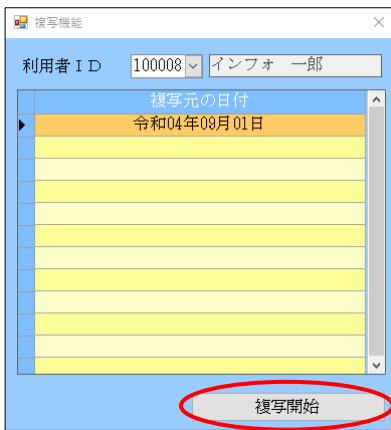 複写機能
利用者ID 100008 インフォ 一郎
複写元の日付
令和04年09月01日
複写開始